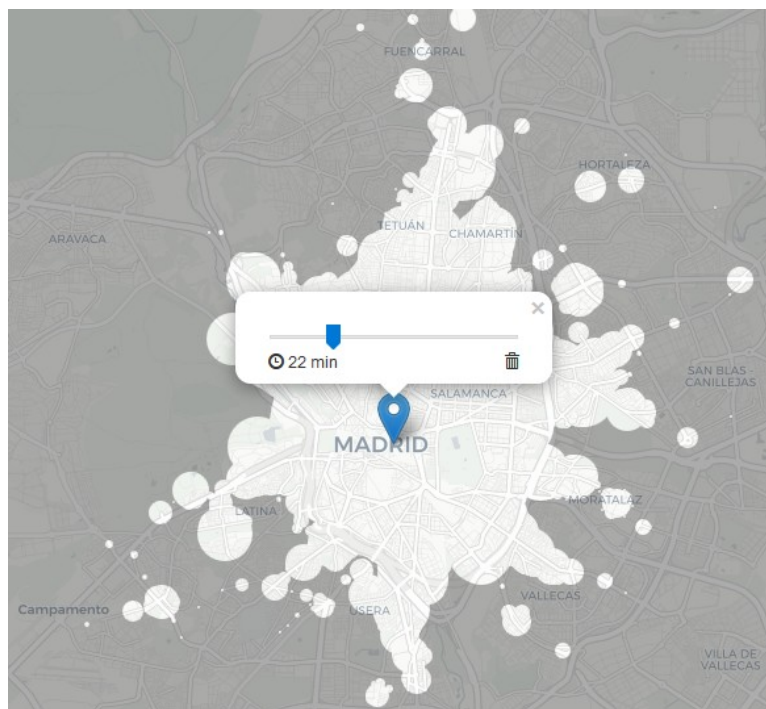 FUENCARRAL
HORTALEZA
TETUÁN
CHAMARTÍN
ARAVACA
×
22 min
SAN BLAS -
CANILLEJAS
SALAMANCA
MADRID
MORATALAZ
LATINA
VALLECAS
Campamento
USERA
VILLA DE
VALLECAS